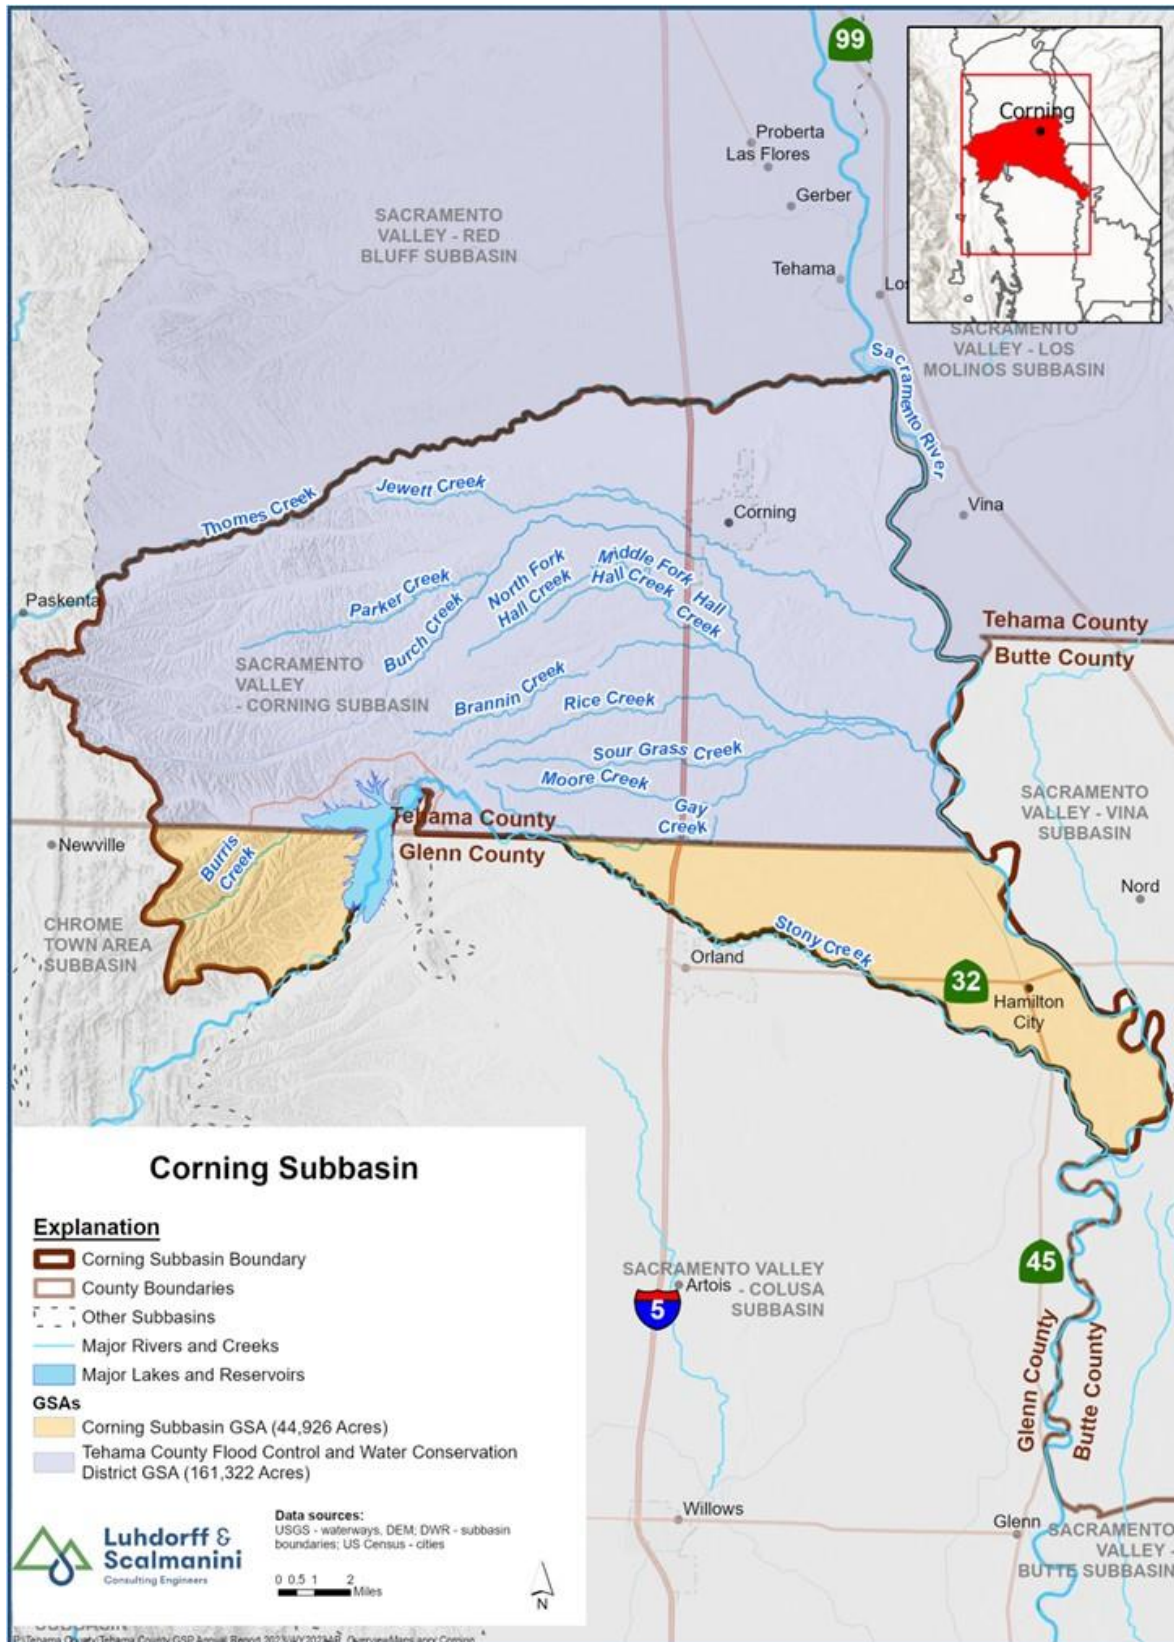 99
Corning
Proberta
Las Flores
Gerber
SACRAMENTO
VALLEY - RED
BLUFF SUBBASIN
Tehama
Los
SACRAMENTO
VALLEY - LOS
MOLINOS SUBBASIN
Sacramento River
Thomes Creek
Jewett Creek
Corning
Vina
Paskenta
Parker Creek
Burch Creek
North Fork
Hall Creek
Middle Fork Hall
Hall Creek Creek
Tehama County
Butte County
SACRAMENTO
VALLEY
- CORNING SUBBASIN
Brannin Creek
Rice Creek
Sour Grass Creek
Moore Creek
Gay
Creek
SACRAMENTO
VALLEY - VINA
SUBBASIN
Tehama County
Glenn County
Newville
Burris
Creek
Nord
CHROME
TOWN AREA
SUBBASIN
Stony Creek
Orland
32
Hamilton
City
Corning Subbasin
Explanation
Corning Subbasin Boundary
County Boundaries
Other Subbasins
Major Rivers and Creeks
Major Lakes and Reservoirs
GSAs
Corning Subbasin GSA (44,926 Acres)
Tehama County Flood Control and Water Conservation
District GSA (161,322 Acres)
Luhdorff &
Scalmanini
Consulting Engineers
Data sources:
USGS - waterways, DEM; DWR - subbasin
boundaries; US Census - cities
0 0.5 1 2
Miles
N
SACRAMENTO VALLEY
- COLUSA
SUBBASIN
Artois
5
45
Glenn County
Butte County
Willows
Glenn
SACRAMENTO
VALLEY -
BUTTE SUBBASIN